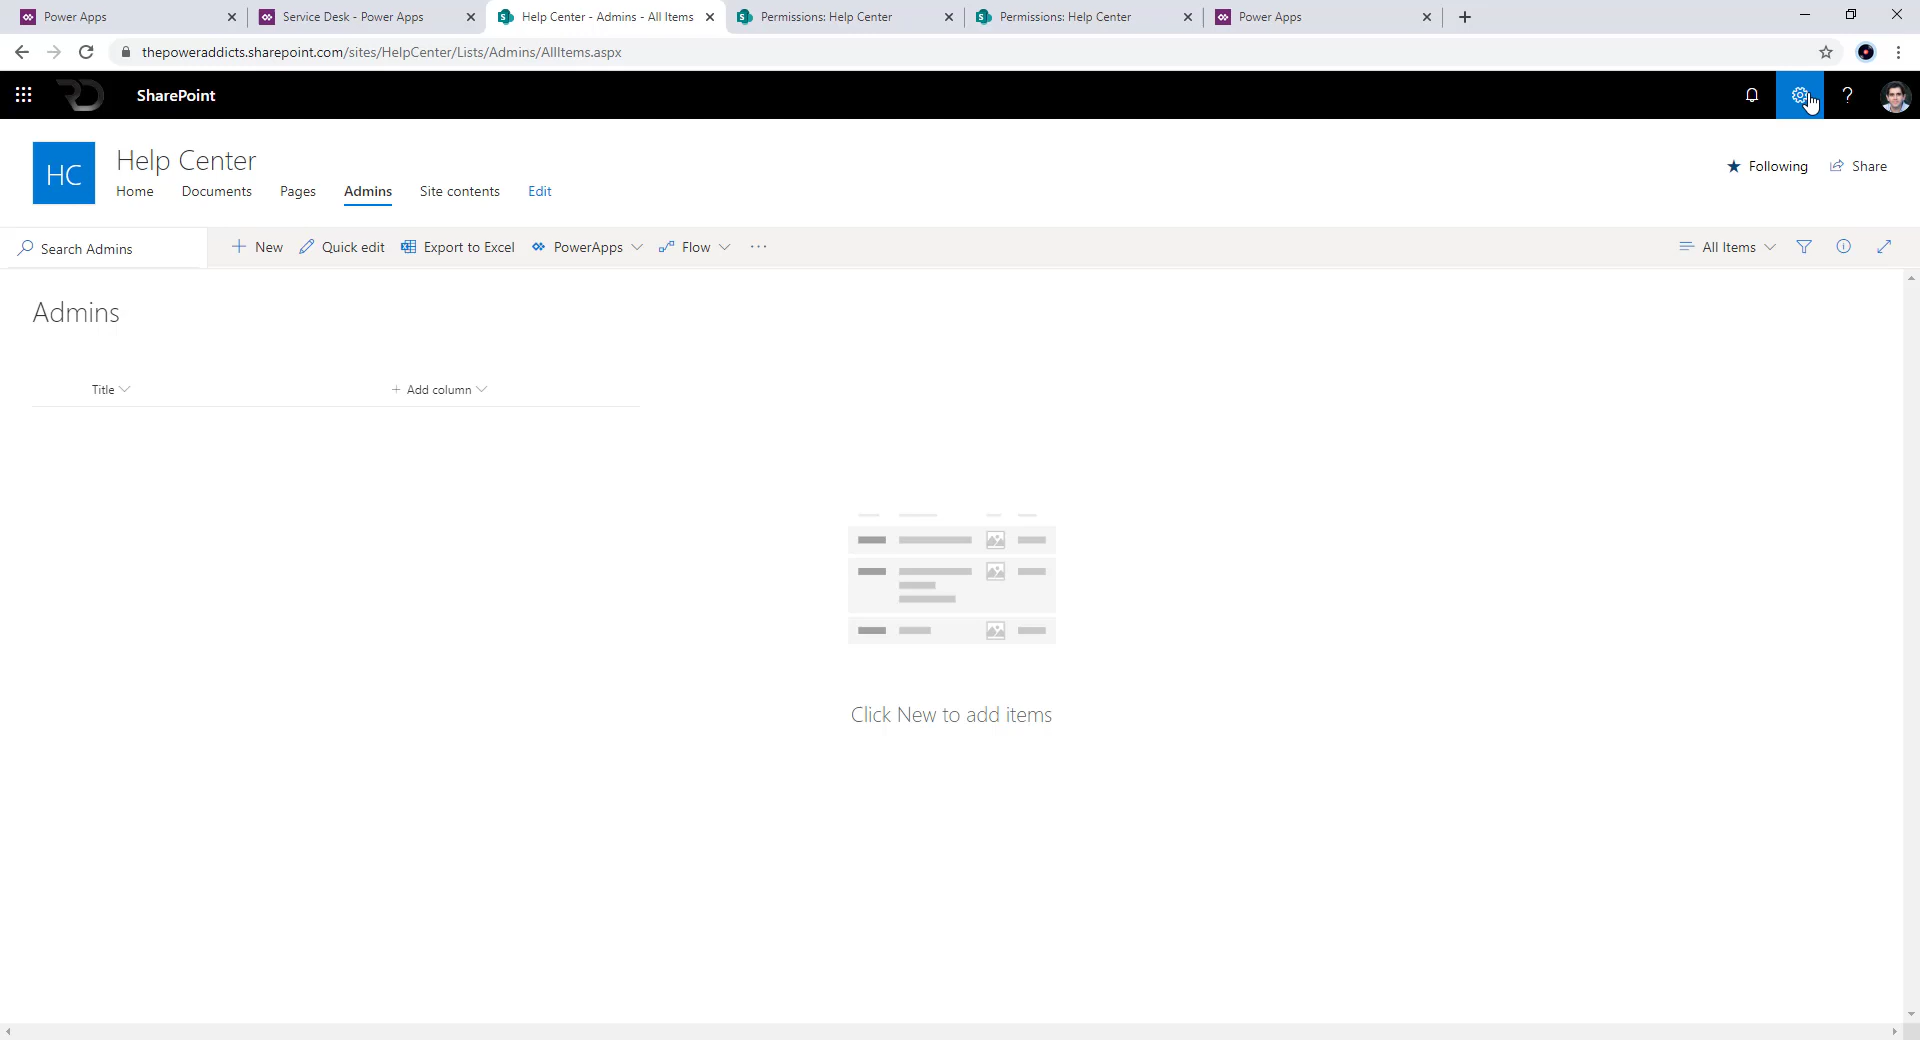 Power Apps
Service Desk - Power Apps
Help Center - Admins - All Items
Permissions: Help Center
Permissions: Help Center
Power Apps
thepoweraddicts.sharepoint.com/sites/HelpCenter/Lists/Admins/AllItems.aspx
SharePoint
?
HC
Help Center
Home
Documents
Pages
Admins
Site contents
Edit
Following
Share
Search Admins
New
Quick edit
Export to Excel
PowerApps
Flow
All Items
Admins
Title
Add column
Click New to add items